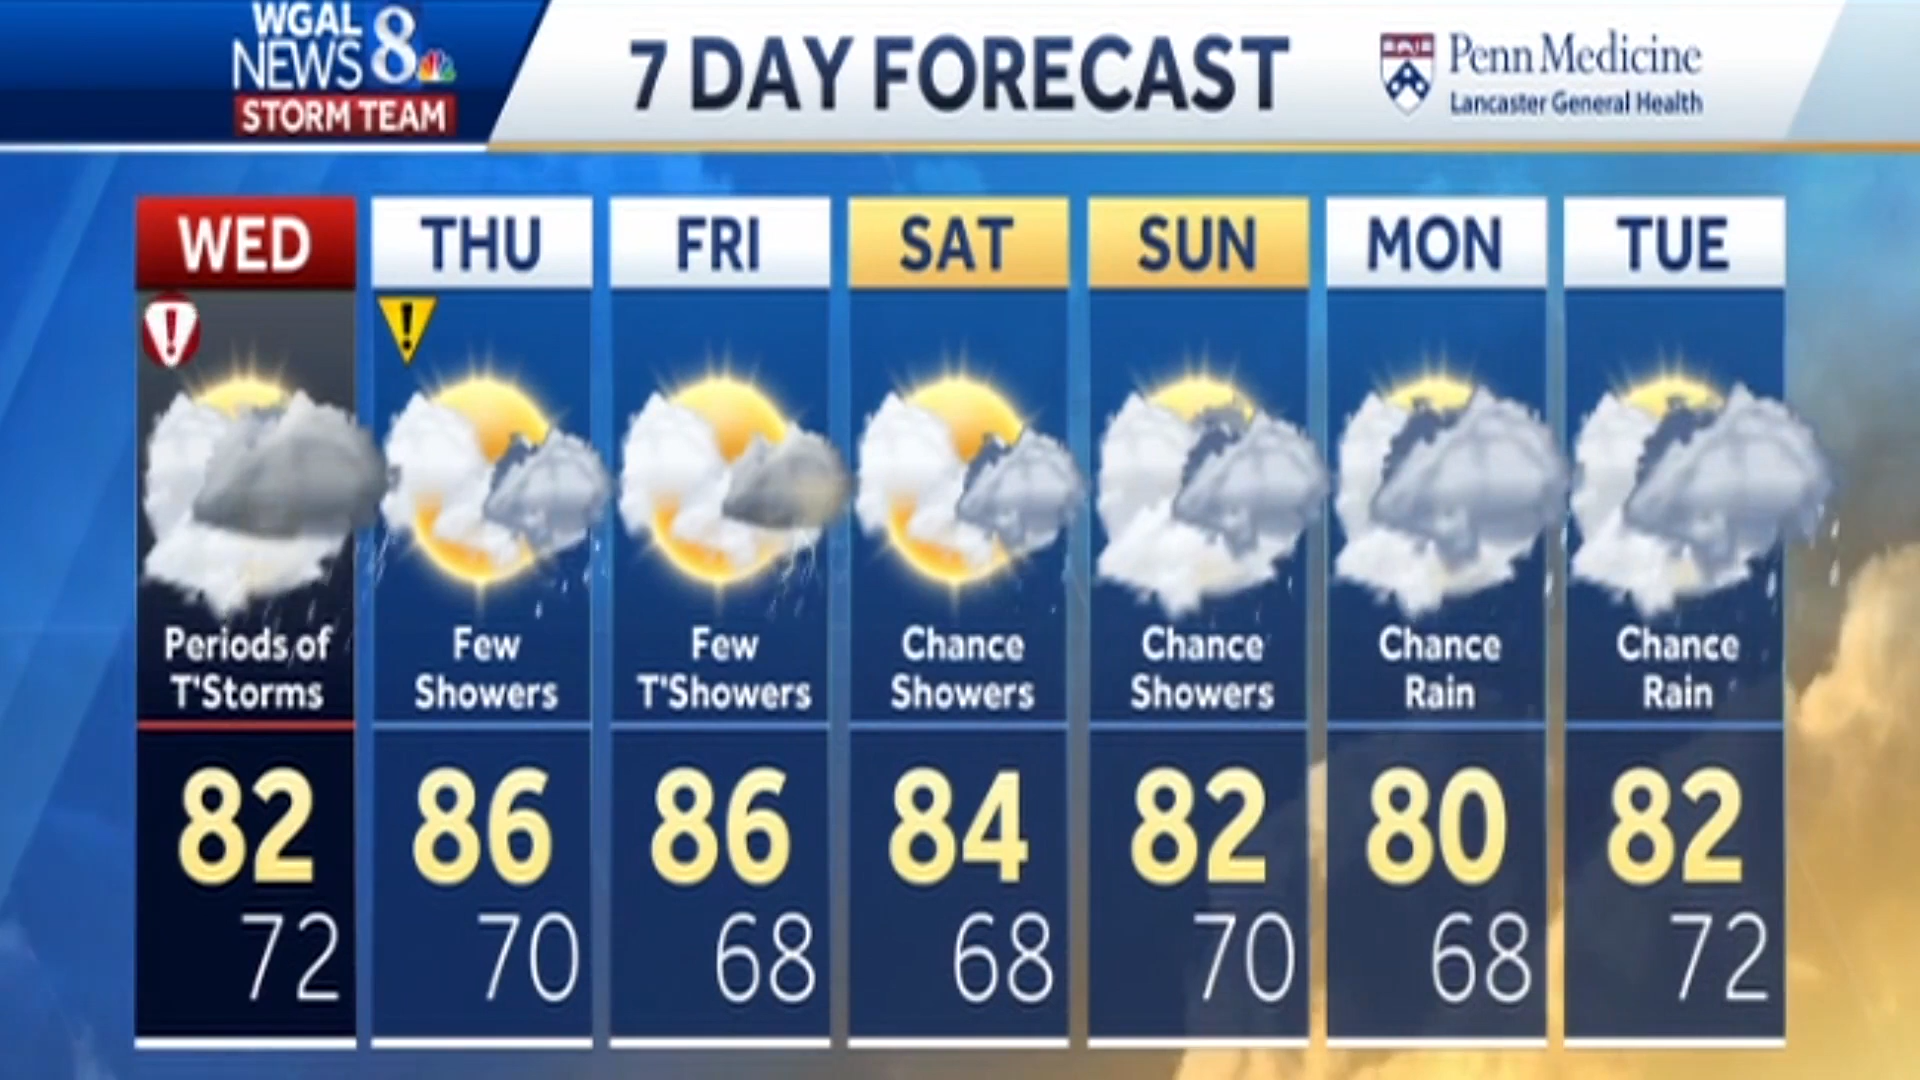 WGAL
NEWS 8
STORM TEAM
7 DAY FORECAST
Penn Medicine
Lancaster General Health
WED
THU
FRI
SAT
SUN
MON
TUE
!
!
Periods of
T'Storms
Few
Showers
Few
T'Showers
Chance
Showers
Chance
Showers
Chance
Rain
Chance
Rain
82
86
86
84
82
80
82
72
70
68
68
70
68
72